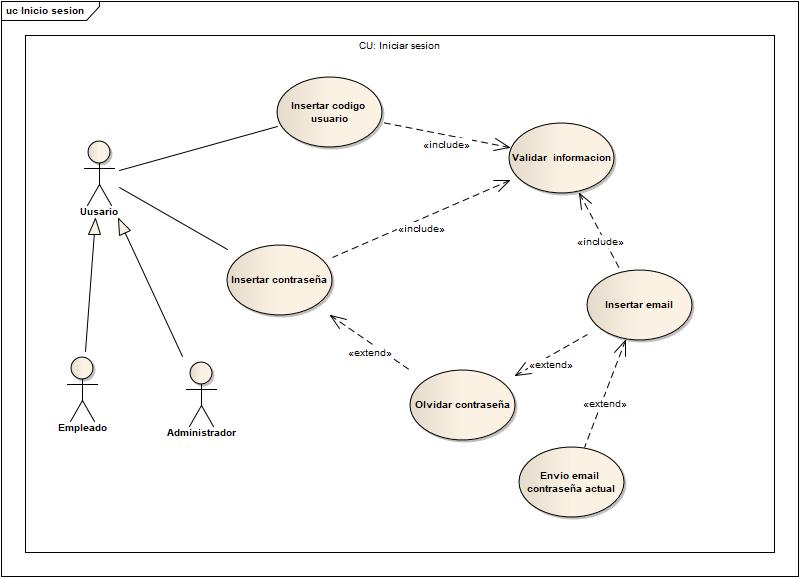 uc Inicio sesion
CU: Iniciar sesion
Insertar codigo
usuario
«include»
Validar informacion
Uusario
«include»
«include»
Insertar contraseña
Insertar email
«extend»
«extend»
Olvidar contraseña
«extend»
Empleado
Administrador
Envio email
contraseña actual